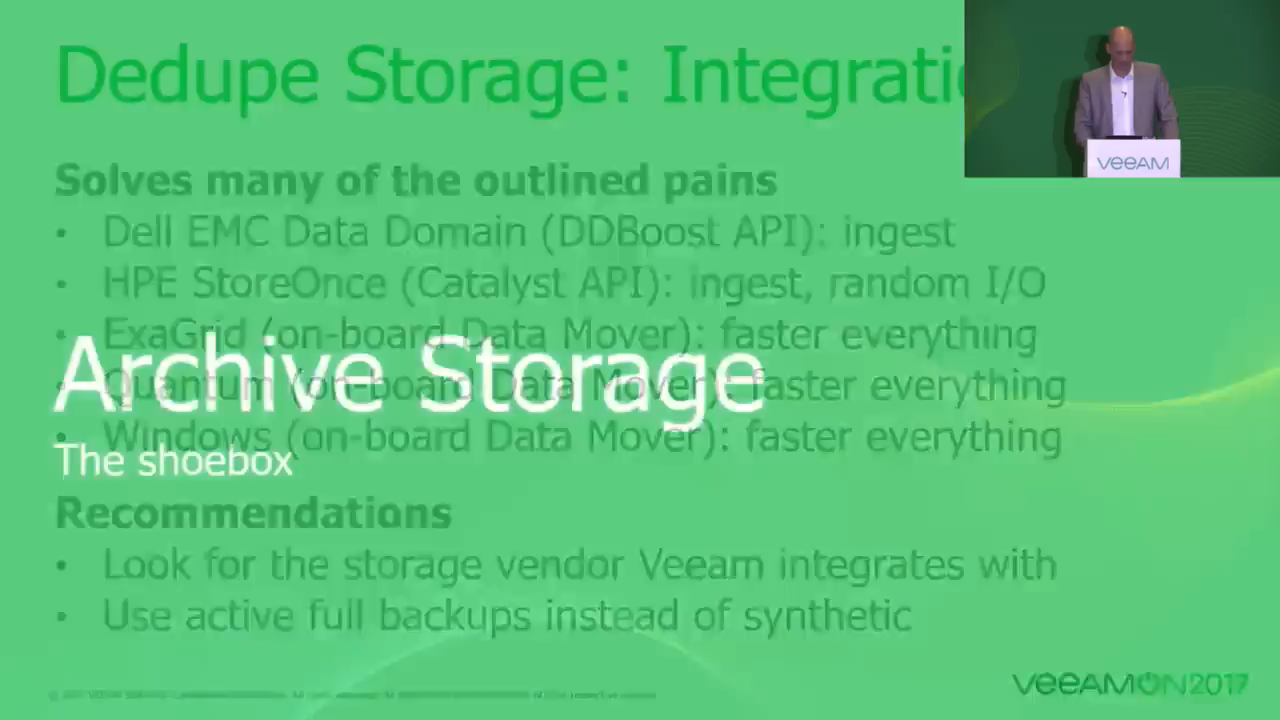 Dedupe Storage: Integrati
Solves many of the outlined pains
• Dell EMC Data Domain (DDBoost API): ingest
• HPE StoreOnce (Catalyst API): ingest, random I/O
• ExaGrid (on-board Data Mover): faster everything
Archive Storage
• Quantum (on-board Data Mover): faster everything
• Windows (on-board Data Mover): faster everything
The shoebox
Recommendations
• Look for the storage vendor Veeam integrates with
• Use active full backups instead of synthetic
veeAM
veeAMON2017